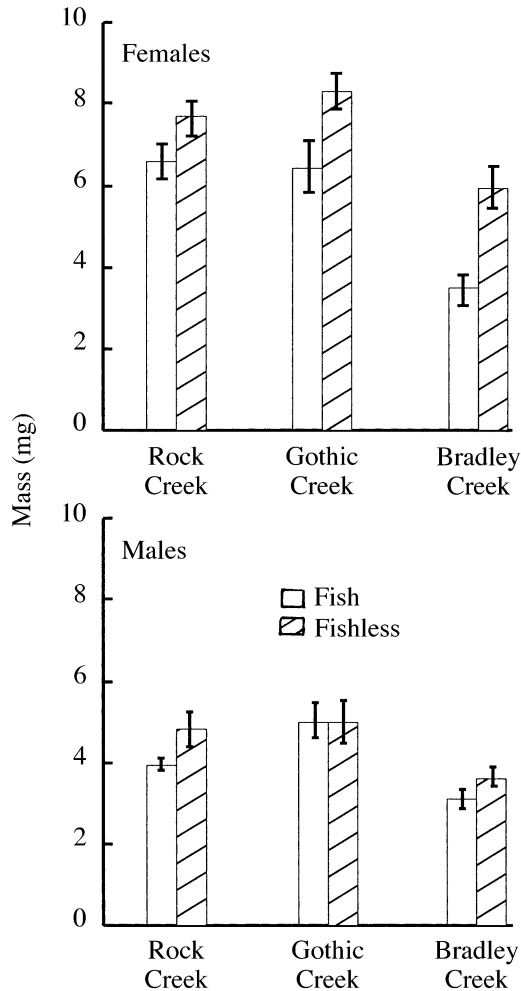 10
Females
8
6
4
2
0
Rock
Creek
Gothic
Creek
Bradley
Creek
Mass (mg)
10
Males
8
Fish
Fishless
6
4
2
0
Rock
Creek
Gothic
Creek
Bradley
Creek